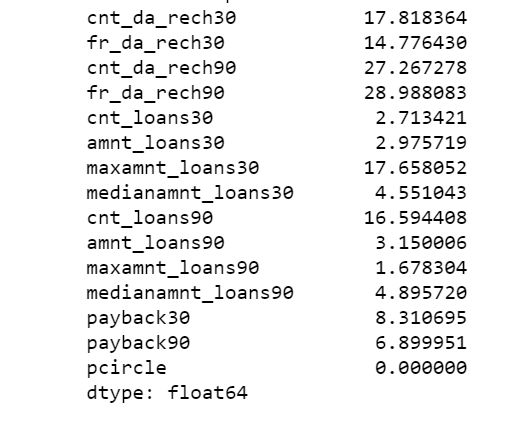 cnt_da_rech30 17.818364
fr_da_rech30 14.776430
cnt_da_rech90 27.267278
fr_da_rech90 28.988083
cnt_loans30 2.713421
amnt_loans30 2.975719
maxamnt_loans30 17.658052
medianamnt_loans30 4.551043
cnt_loans90 16.594408
amnt_loans90 3.150006
maxamnt_loans90 1.678304
medianamnt_loans90 4.895720
payback30 8.310695
payback90 6.899951
pcircle 0.000000
dtype: float64